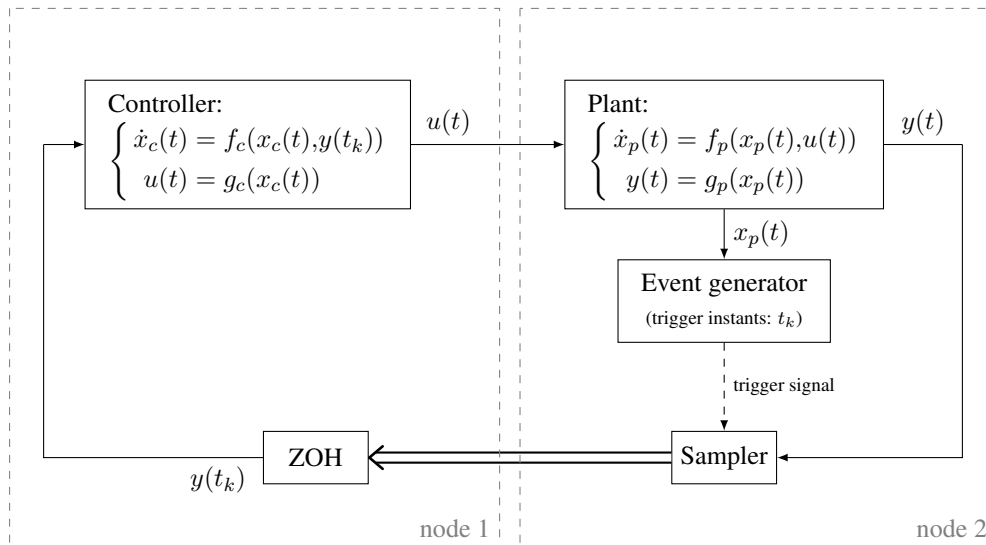 Controller:
ẋ_c(t) = f_c(x_c(t),y(t_k))
u(t) = g_c(x_c(t))
u(t)
Plant:
ẋ_p(t) = f_p(x_p(t),u(t))
y(t) = g_p(x_p(t))
y(t)
x_p(t)
Event generator
(trigger instants: t_k)
trigger signal
ZOH
Sampler
y(t_k)
node 1
node 2